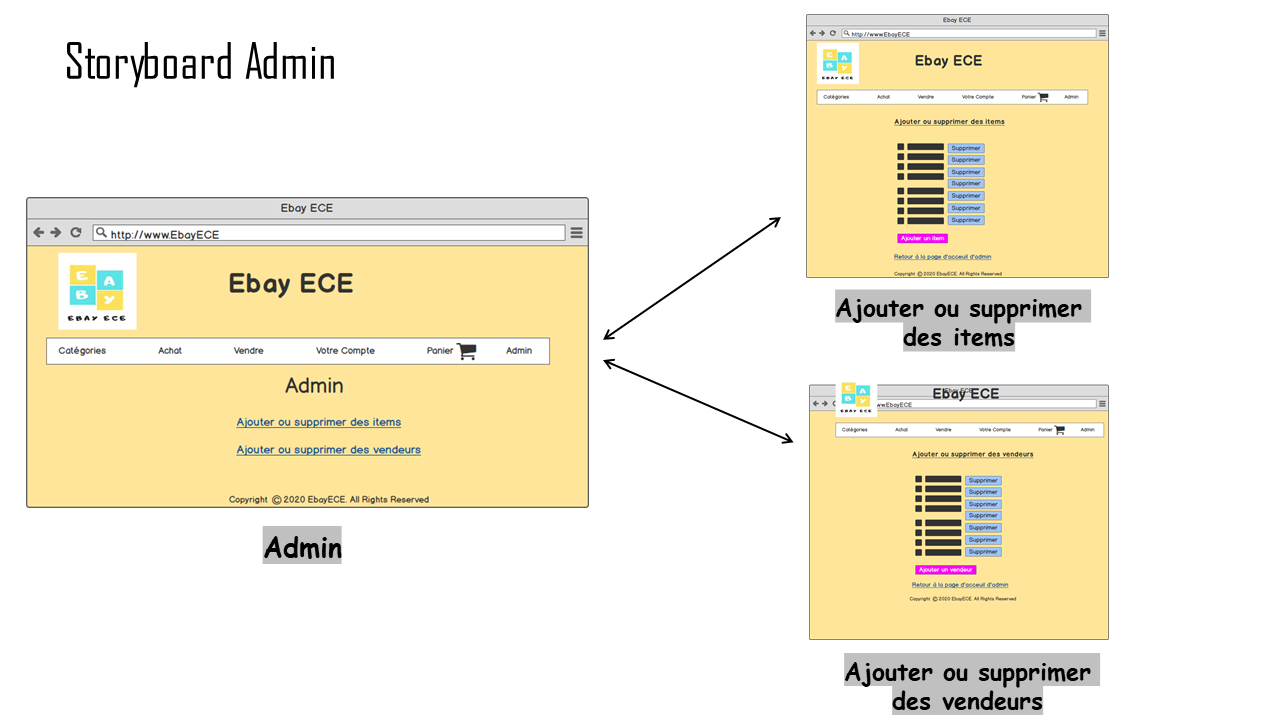 Storyboard Admin
Ebay ECE
http://www.EbayECE
E A
B Y
EBAY ECE
Ebay ECE
Catégories Achat Vendre Votre Compte Panier Admin
Admin
Ajouter ou supprimer des items
Ajouter ou supprimer des vendeurs
Copyright © 2020 EbayECE. All Rights Reserved
Admin
Ebay ECE
http://www.EbayECE
E A
B Y
EBAY ECE
Ebay ECE
Catégories Achat Vendre Votre Compte Panier Admin
Ajouter ou supprimer des items
Supprimer
Supprimer
Supprimer
Supprimer
Supprimer
Supprimer
Supprimer
Ajouter un item
Retour à la page d'acceuil d'admin
Copyright © 2020 EbayECE. All Rights Reserved
Ajouter ou supprimer
des items
Ebay ECE
ww.EbayECE
E A
B Y
EBAY ECE
Ebay ECE
Catégories Achat Vendre Votre Compte Panier Admin
Ajouter ou supprimer des vendeurs
Supprimer
Supprimer
Supprimer
Supprimer
Supprimer
Supprimer
Supprimer
Ajouter un vendeur
Retour à la page d'acceuil d'admin
Copyright © 2020 EbayECE. All Rights Reserved
Ajouter ou supprimer
des vendeurs